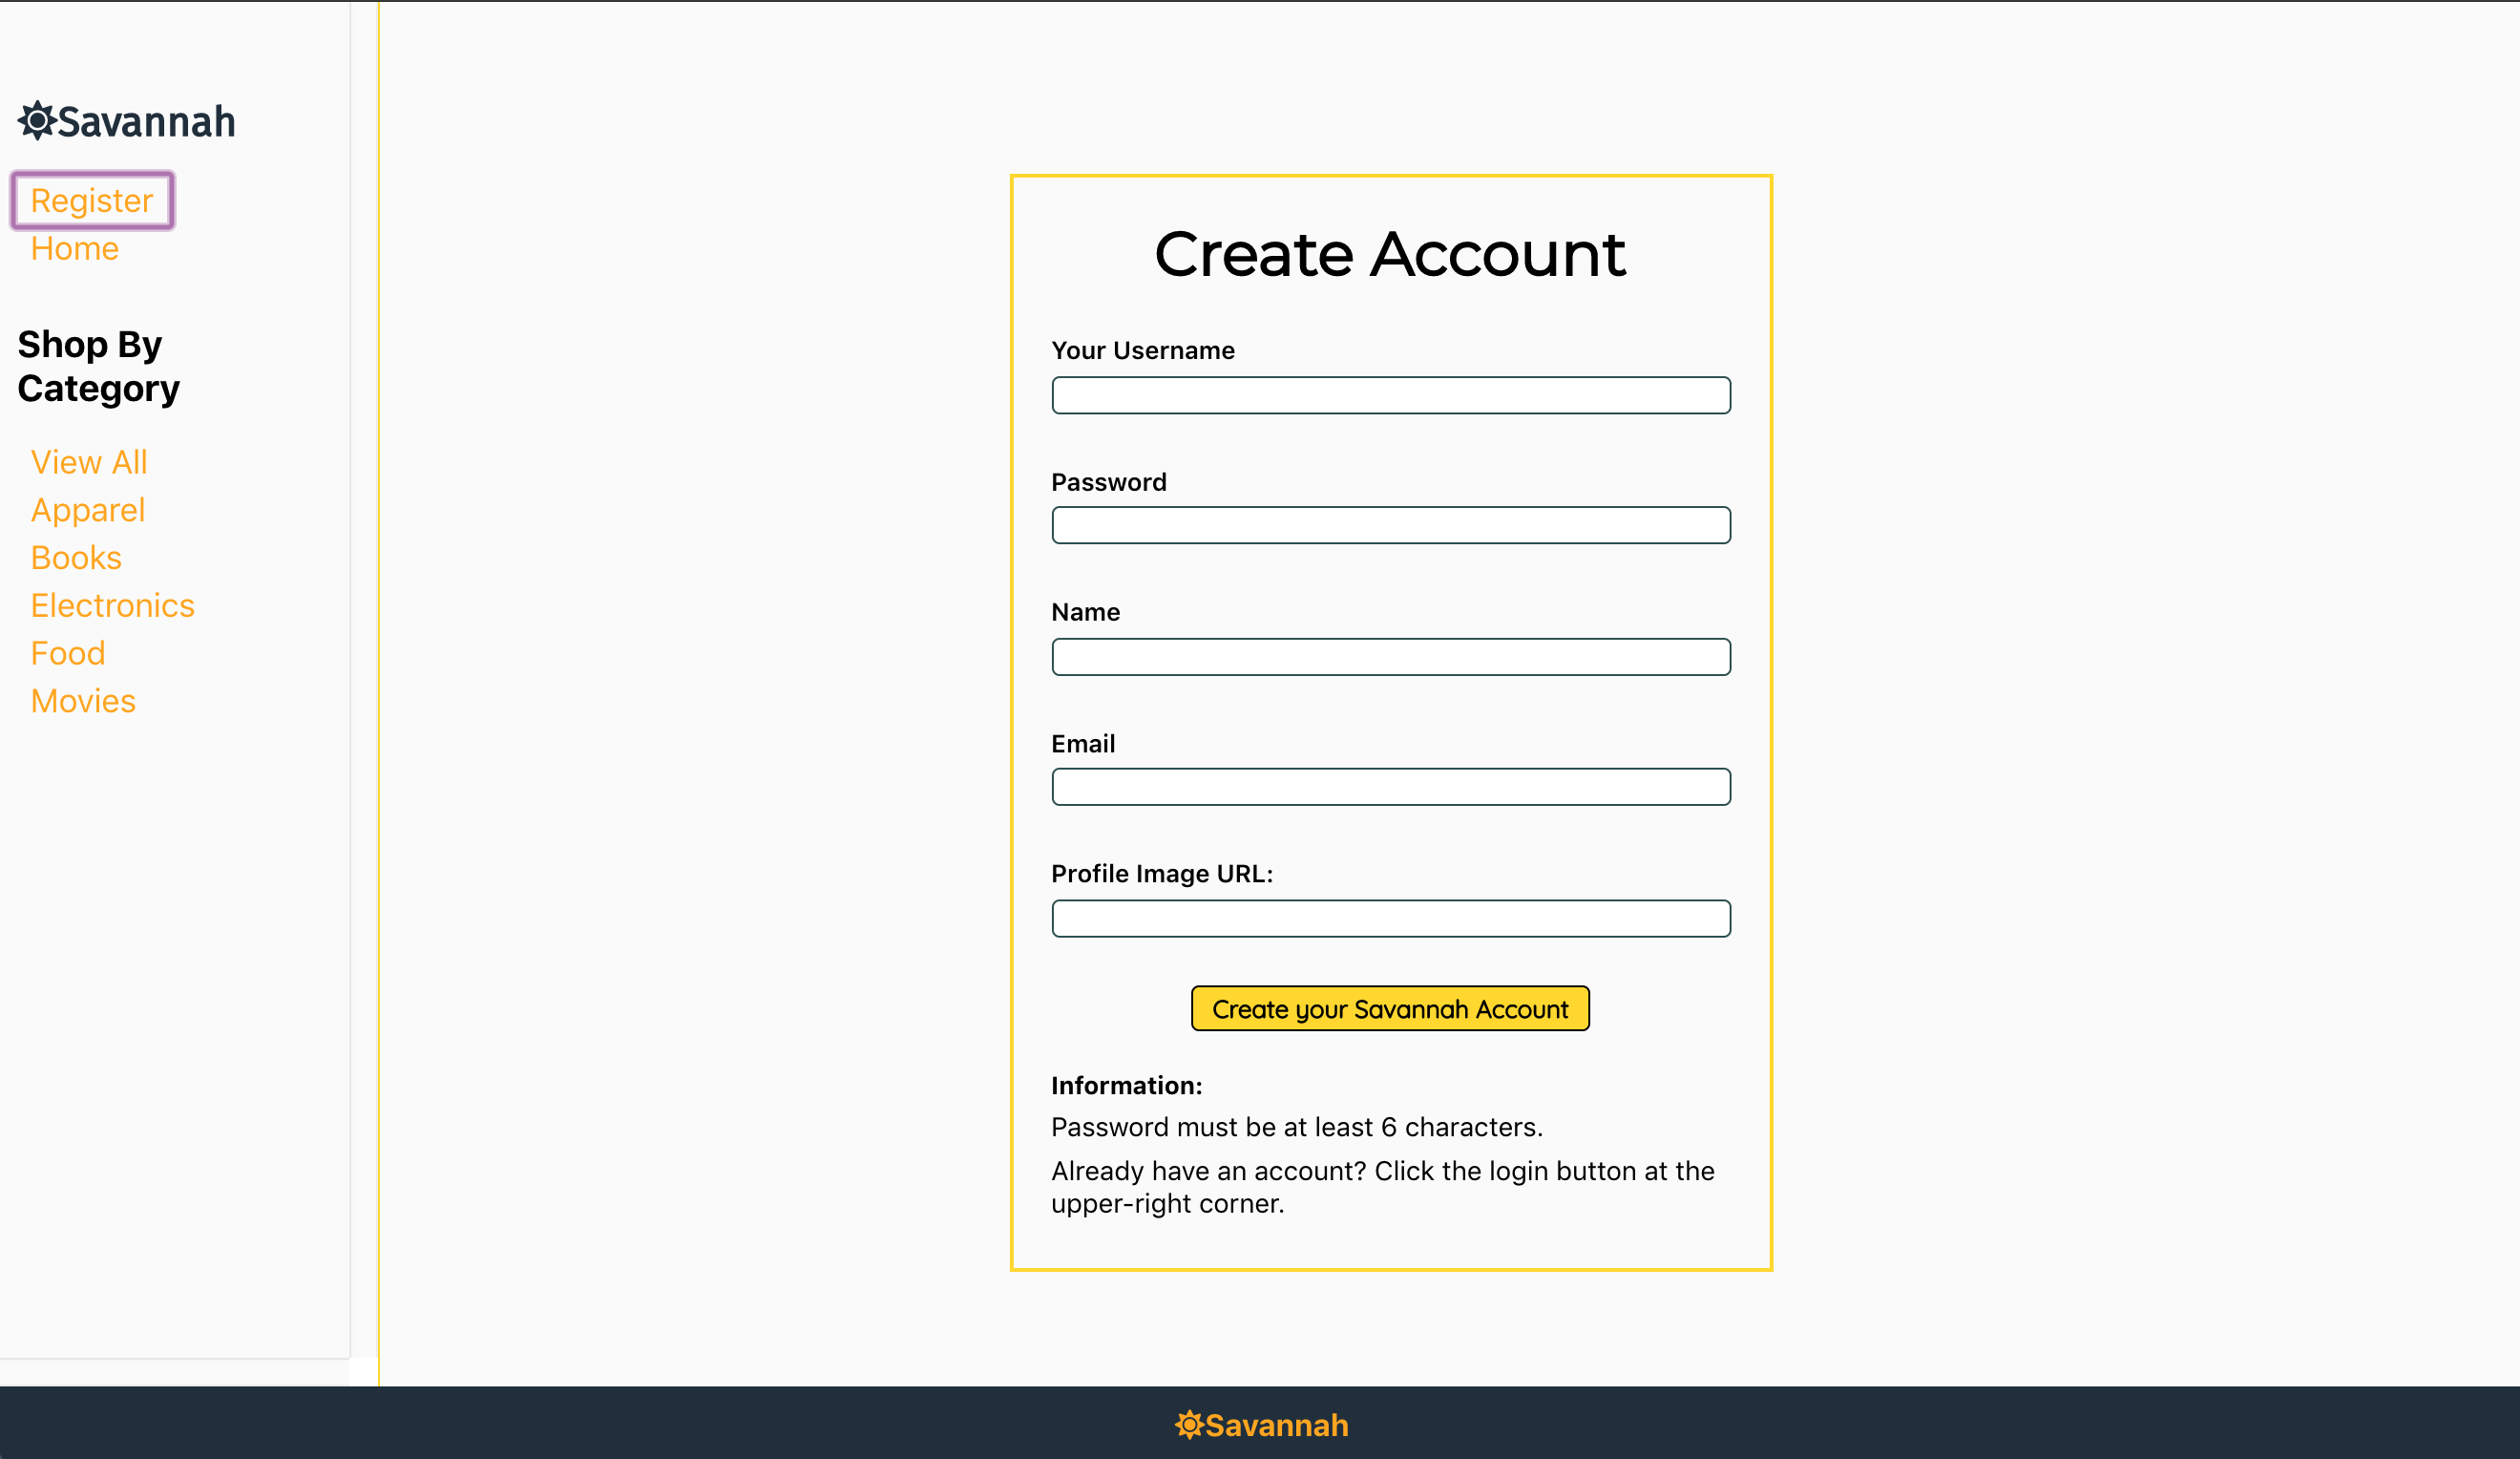 Savannah
Register
Home
Shop By
Category
View All
Apparel
Books
Electronics
Food
Movies
Create Account
Your Username
Password
Name
Email
Profile Image URL:
Create your Savannah Account
Information:
Password must be at least 6 characters.
Already have an account? Click the login button at the
upper-right corner.
Savannah